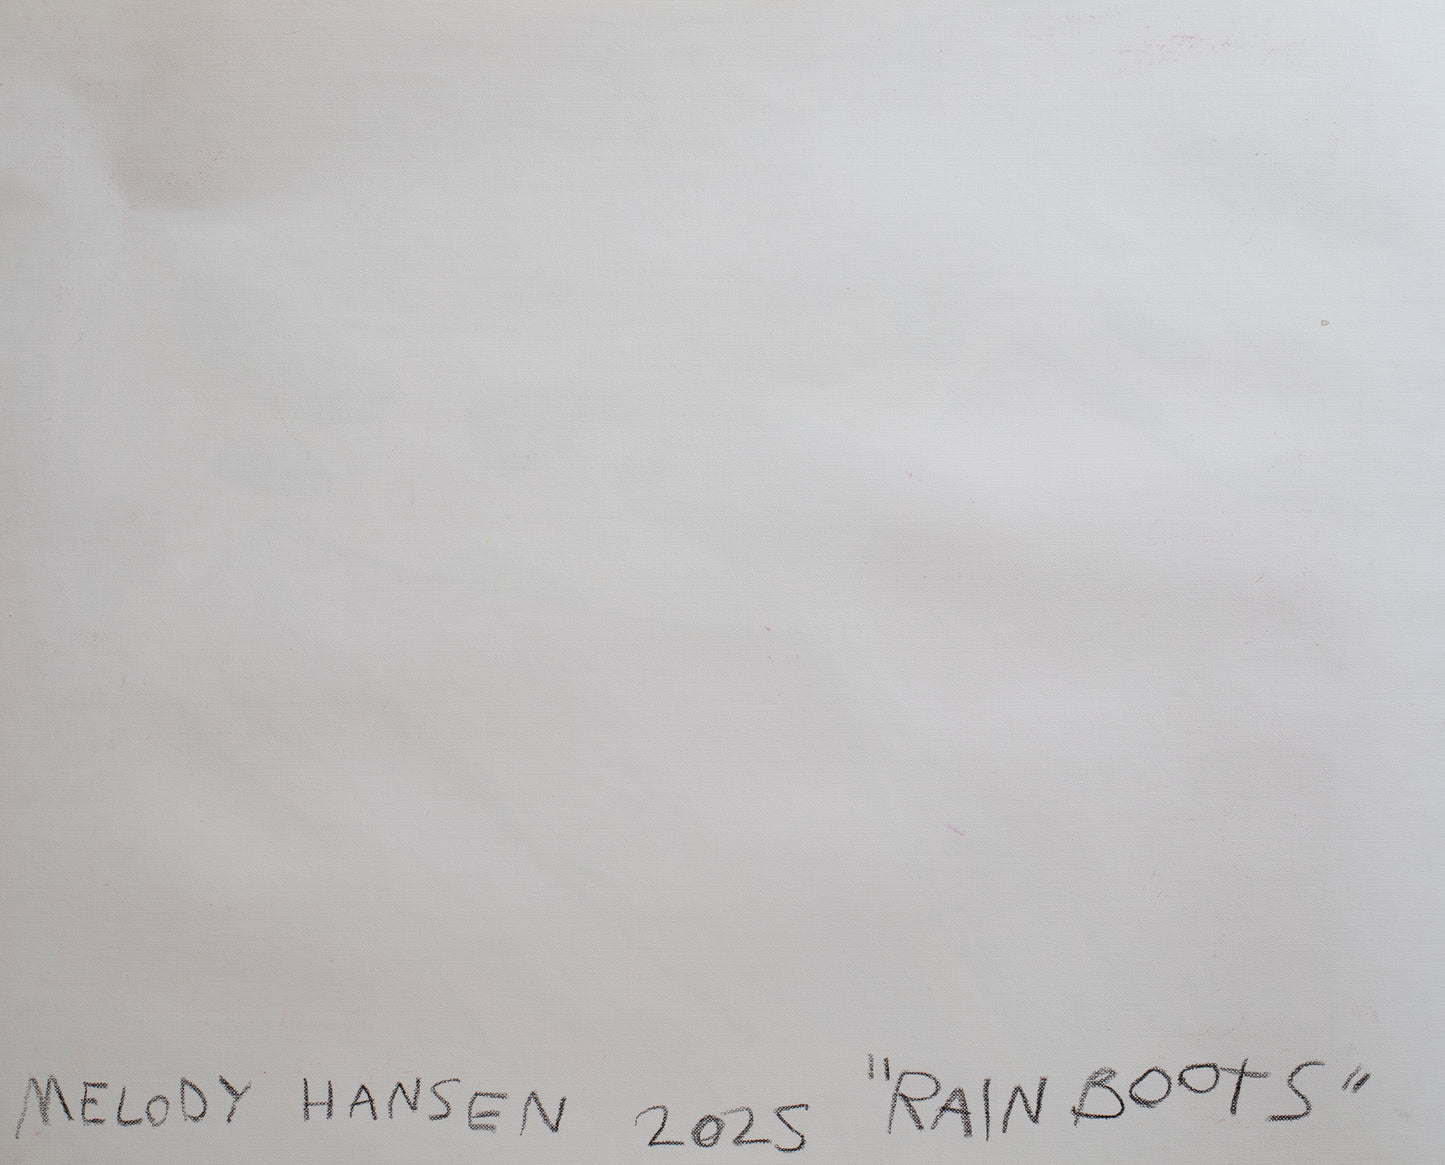 MELODY HANSEN 2025 "RAIN BOOTS"